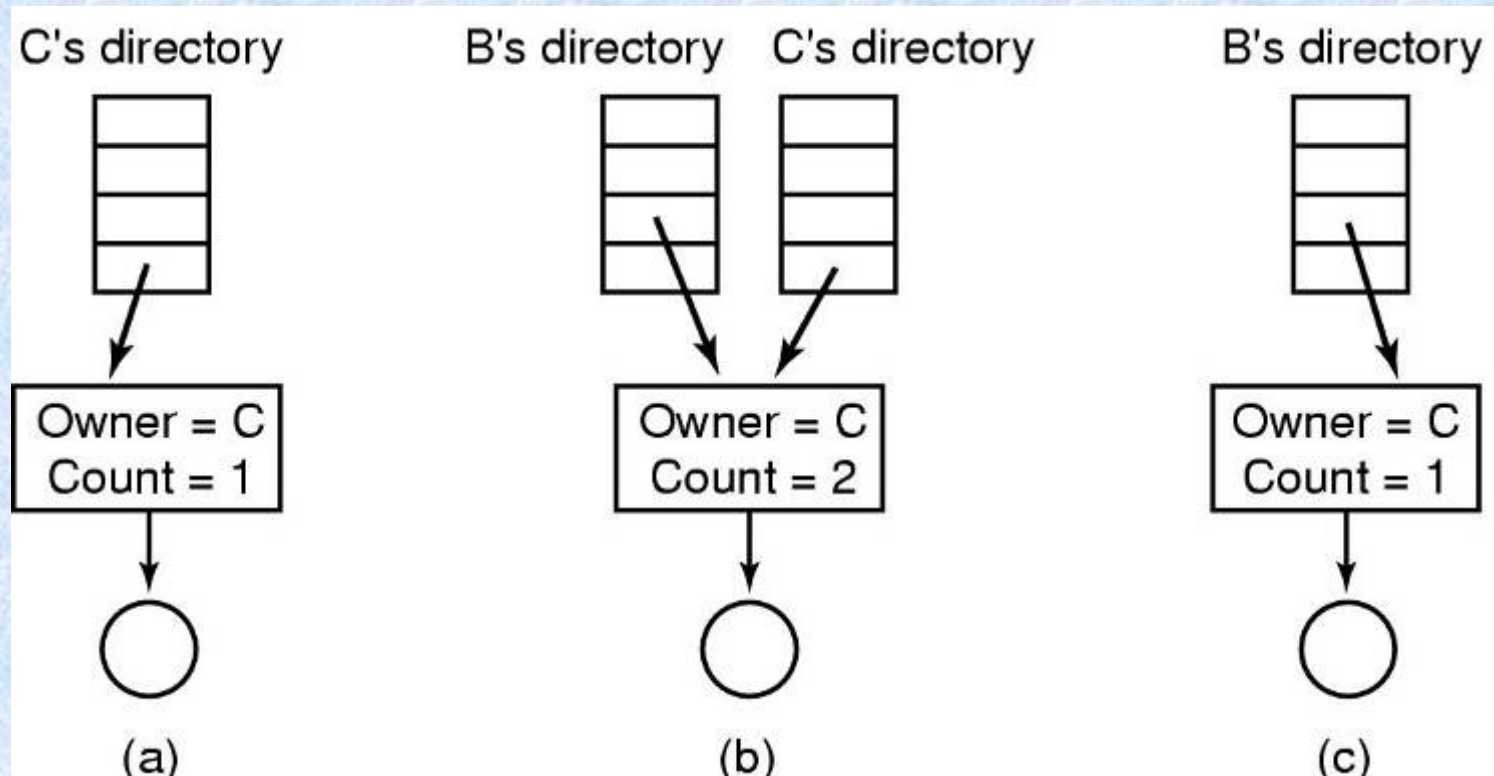 C's directory
B's directory
C's directory
B's directory
Owner = C
Count = 1
Owner = C
Count = 2
Owner = C
Count = 1
(a)
(b)
(c)